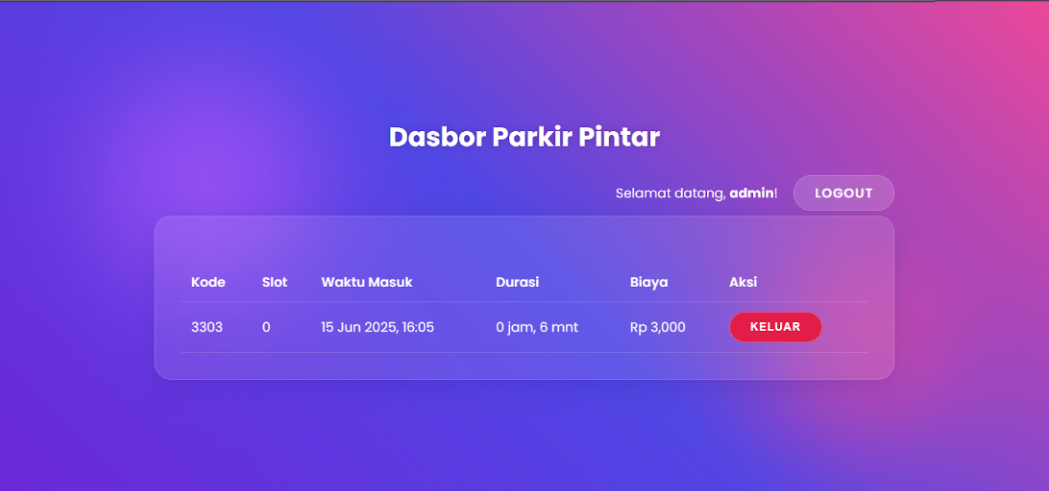 Dasbor Parkir Pintar
Selamat datang, admin! LOGOUT
Kode Slot Waktu Masuk Durasi Biaya Aksi
3303 0 15 Jun 2025, 16:05 0 jam, 6 mnt Rp 3,000 KELUAR